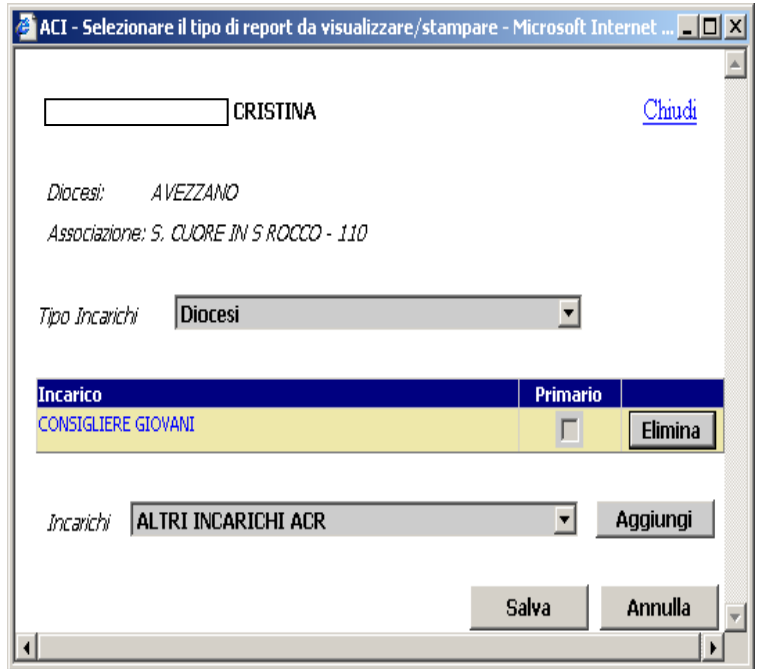 ACI - Selezionare il tipo di report da visualizzare/stampare - Microsoft Internet ...
CRISTINA Chiudi
Diocesi: AVEZZANO
Associazione: S. CUORE IN S ROCCO - 110
Tipo Incarichi Diocesi
Incarico Primario
CONSIGLIERE GIOVANI Elimina
Incarichi ALTRI INCARICHI ACR Aggiungi
Salva Annulla